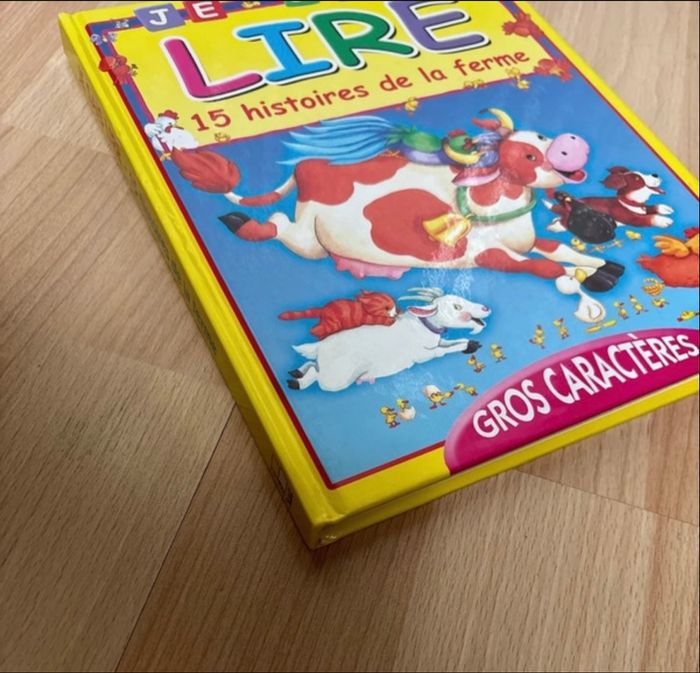 JE
LIRE
15 histoires de la ferme
GROS CARACTÈRES